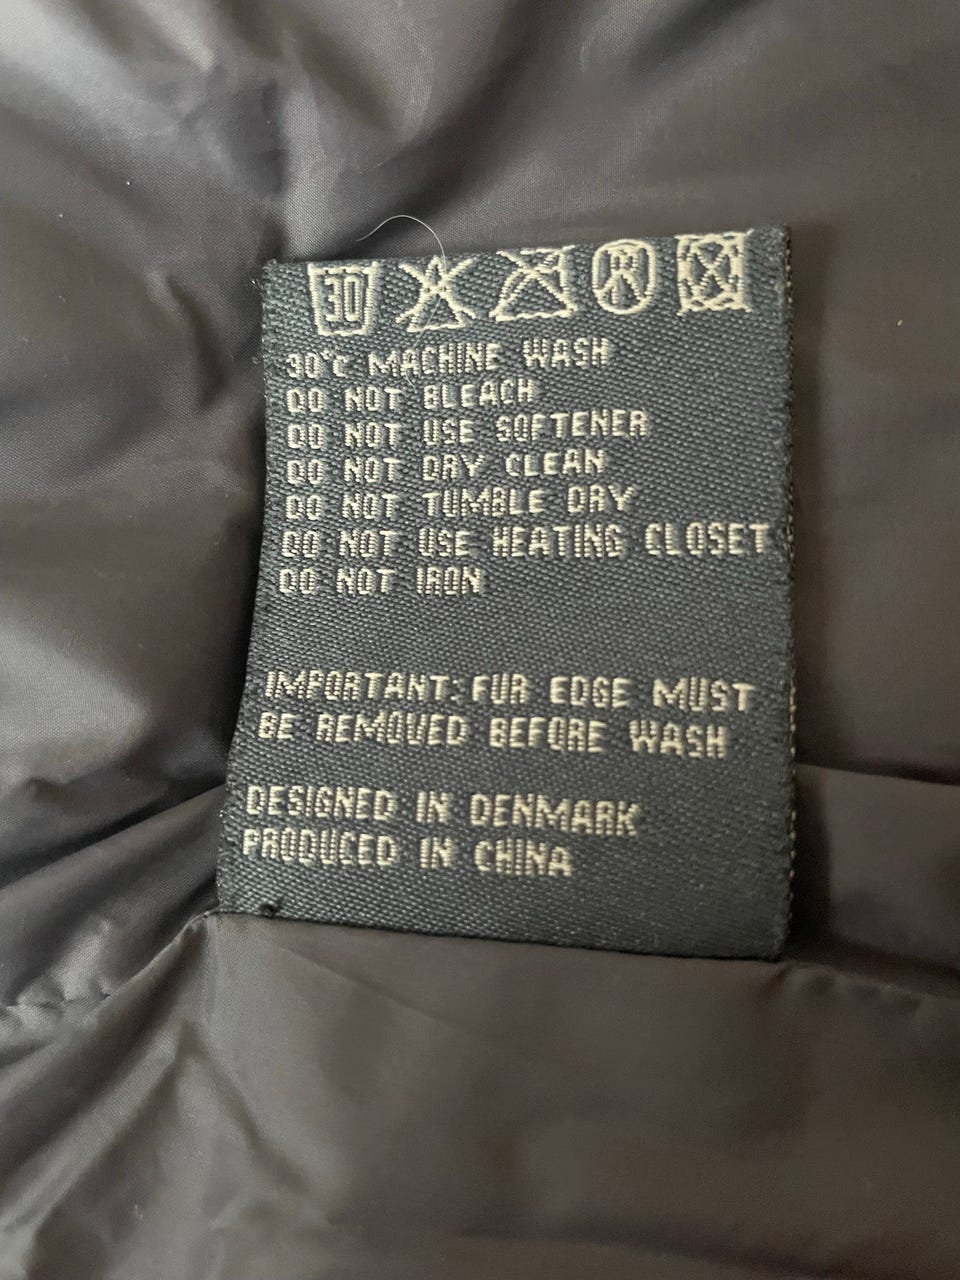 30
30°C MACHINE WASH
DO NOT BLEACH
DO NOT USE SOFTENER
DO NOT DRY CLEAN
DO NOT TUMBLE DRY
DO NOT USE HEATING CLOSET
DO NOT IRON
IMPORTANT: FUR EDGE MUST
BE REMOVED BEFORE WASH
DESIGNED IN DENMARK
PRODUCED IN CHINA